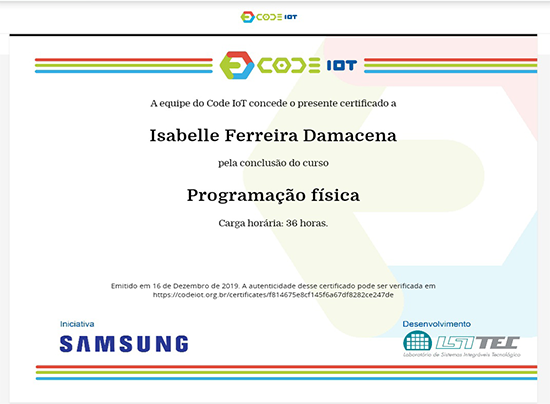 CODE IOT
CODE IOT
A equipe do Code IoT concede o presente certificado a
Isabelle Ferreira Damacena
pela conclusão do curso
Programação física
Carga horária: 36 horas.
Emitido em 16 de Dezembro de 2019. A autenticidade desse certificado pode ser verificada em
https://codeiot.org.br/certificates/f814675e8cf145f6a67df8282ce247de
Iniciativa
SAMSUNG
Desenvolvimento
LSI TEC
Laboratório de Sistemas Integráveis Tecnológico